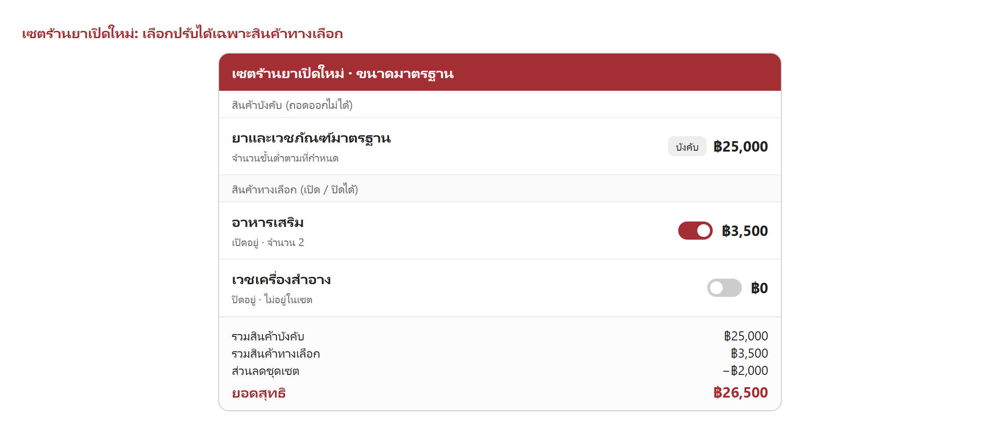 เซตร้านยาเปิดใหม่: เลือกปรับได้เฉพาะสินค้าทางเลือก
เซตร้านยาเปิดใหม่ · ขนาดมาตรฐาน
สินค้าบังคับ (ถอดออกไม่ได้)
ยาและเวชภัณฑ์มาตรฐาน
บังคับ ฿25,000
จำนวนขั้นต่ำตามที่กำหนด
สินค้าทางเลือก (เปิด / ปิดได้)
อาหารเสริม
฿3,500
เปิดอยู่ · จำนวน 2
เวชเครื่องสำอาง
฿0
ปิดอยู่ · ไม่อยู่ในเซต
รวมสินค้าบังคับ ฿25,000
รวมสินค้าทางเลือก ฿3,500
ส่วนลดชุดเซต −฿2,000
ยอดสุทธิ ฿26,500